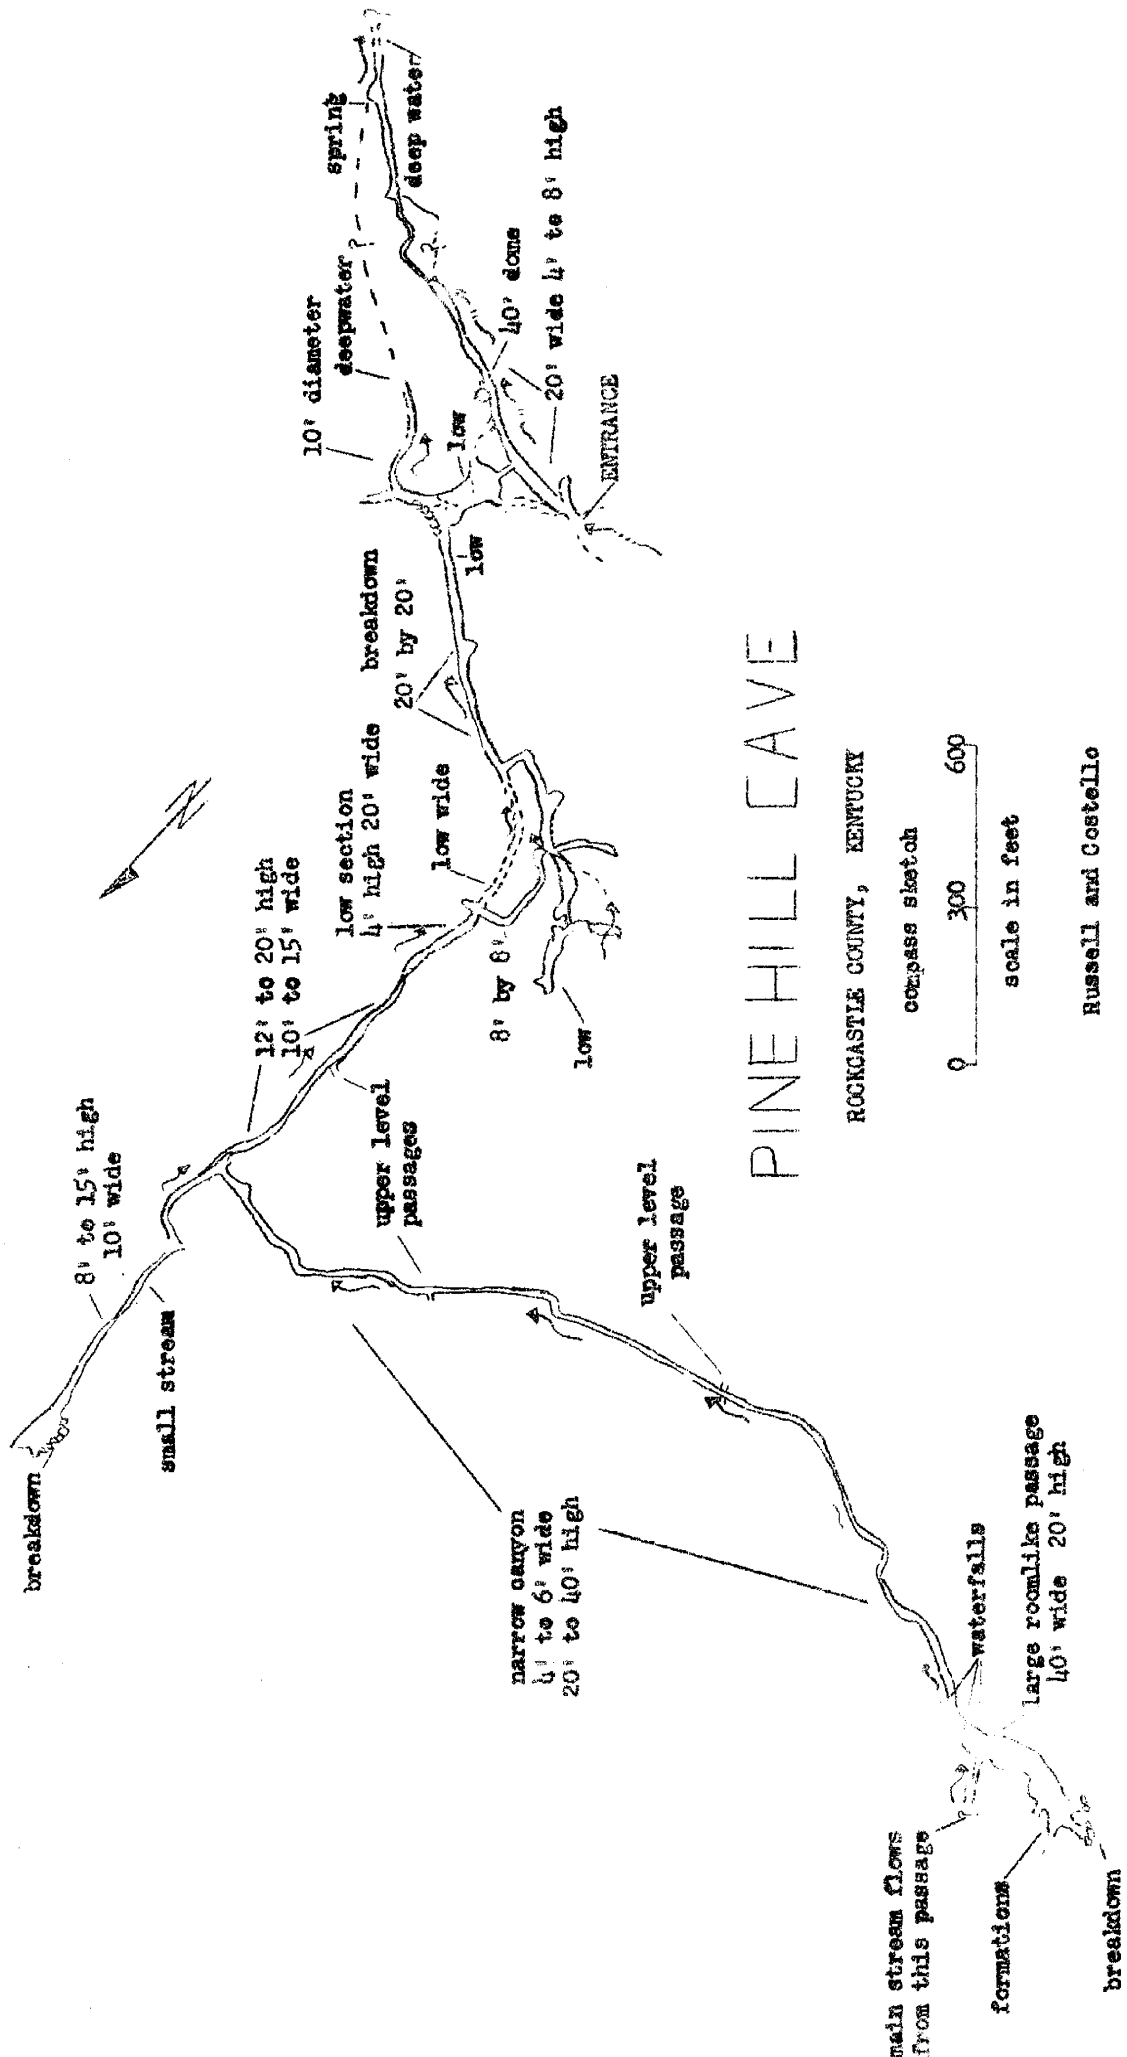 breakdown
8' to 15' high
10' wide
small stream
12' to 20' high
10' to 15' wide
low section
4' high 20' wide
low wide
breakdown
20' by 20'
10' diameter
deepwater
?
spring
?
deep water
?
low
low
40' dome
20' wide 4' to 8' high
ENTRANCE
8' by 8'
low
upper level
passages
upper level
passage
narrow canyon
4' to 6' wide
20' to 40' high
waterfalls
large roomlike passage
40' wide 20' high
main stream flows
from this passage
formations
breakdown
N
PINE HILL CAVE
ROCKCASTLE COUNTY, KENTUCKY
compass sketch
0 300 600
scale in feet
Russell and Costello